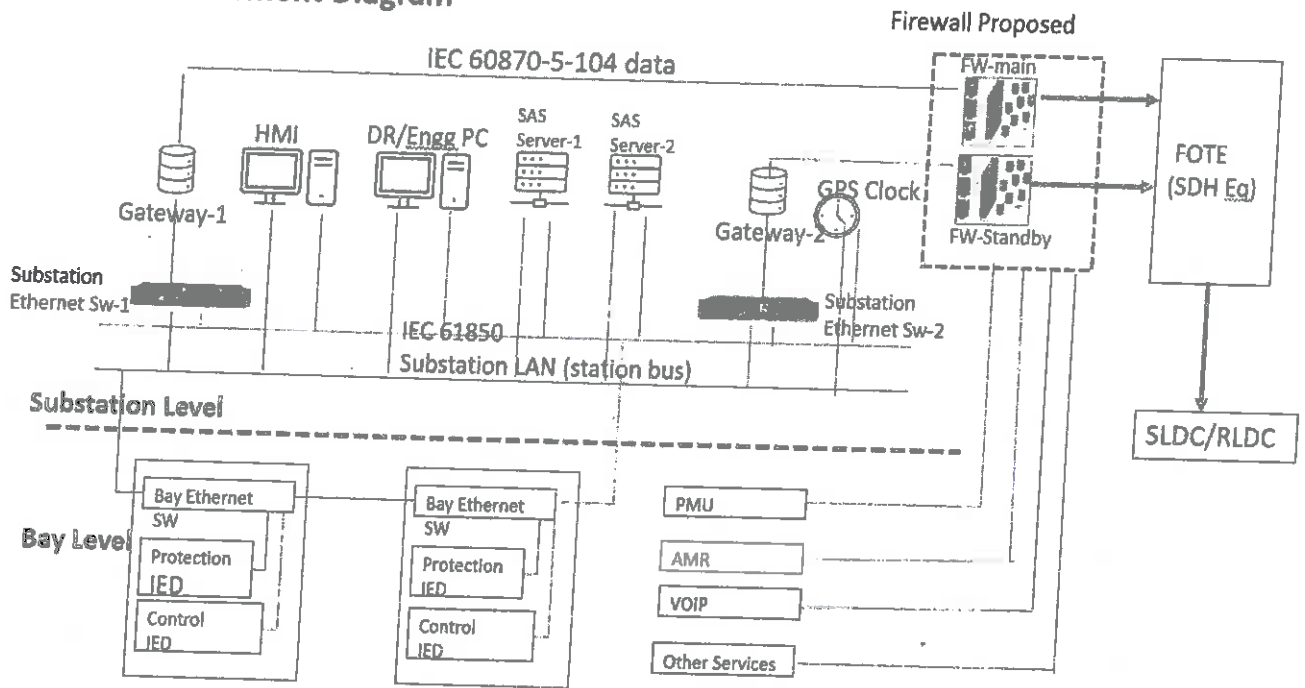 Diagram
Firewall Proposed
IEC 60870-5-104 data
FW-main
HMI
DR/Engg PC
SAS
Server-1
SAS
Server-2
FOTE
(SDH Eq)
Gateway-1
Gateway-2
GPS Clock
FW-Standby
Substation
Ethernet Sw-1
Substation
Ethernet Sw-2
IEC 61850
Substation LAN (station bus)
Substation Level
SLDC/RLDC
Bay Level
Bay Ethernet
SW
Protection
IED
Control
IED
Bay Ethernet
SW
Protection
IED
Control
IED
PMU
AMR
VOIP
Other Services